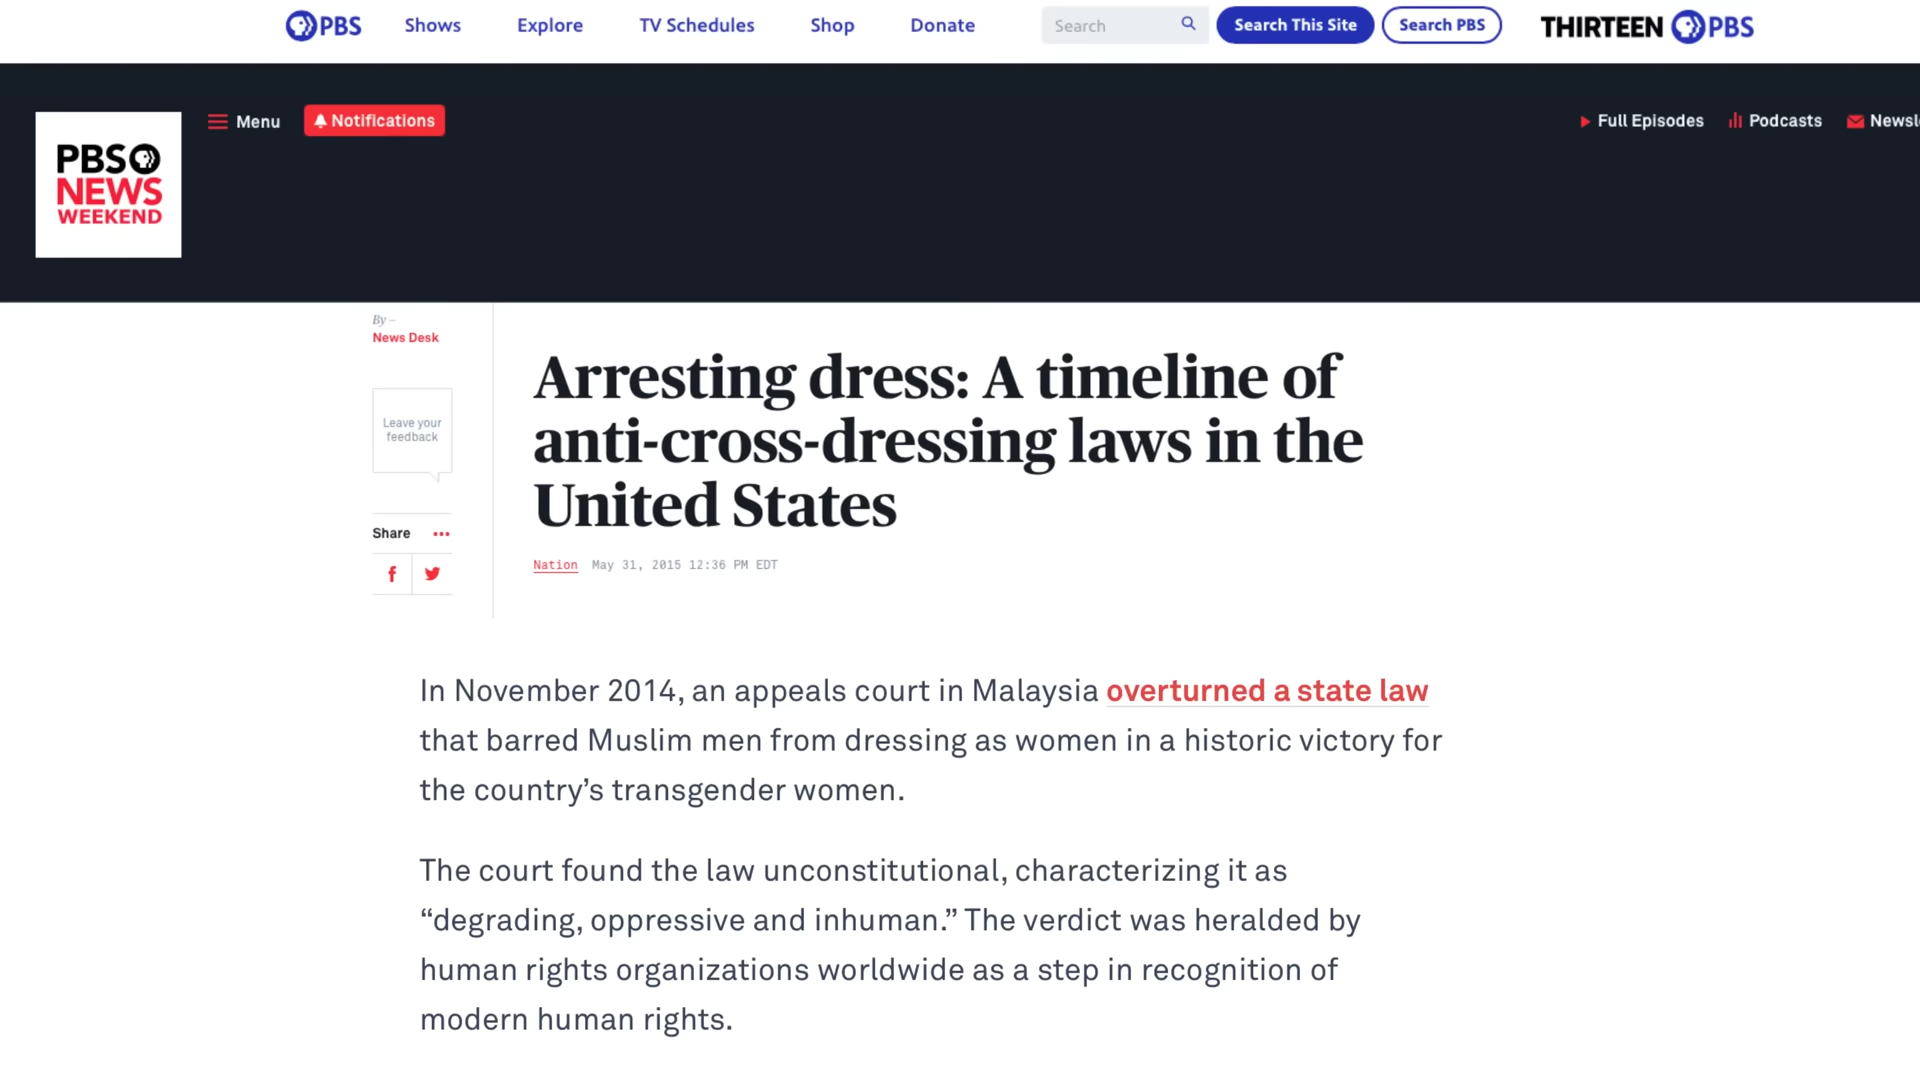 PBS Shows Explore TV Schedules Shop Donate Search Search This Site Search PBS THIRTEEN PBS
PBS
NEWS
WEEKEND
Menu Notifications Full Episodes Podcasts Newsl
By –
News Desk
Leave your
feedback
Share
Arresting dress: A timeline of
anti-cross-dressing laws in the
United States
Nation May 31, 2015 12:36 PM EDT
In November 2014, an appeals court in Malaysia overturned a state law
that barred Muslim men from dressing as women in a historic victory for
the country’s transgender women.
The court found the law unconstitutional, characterizing it as
“degrading, oppressive and inhuman.” The verdict was heralded by
human rights organizations worldwide as a step in recognition of
modern human rights.